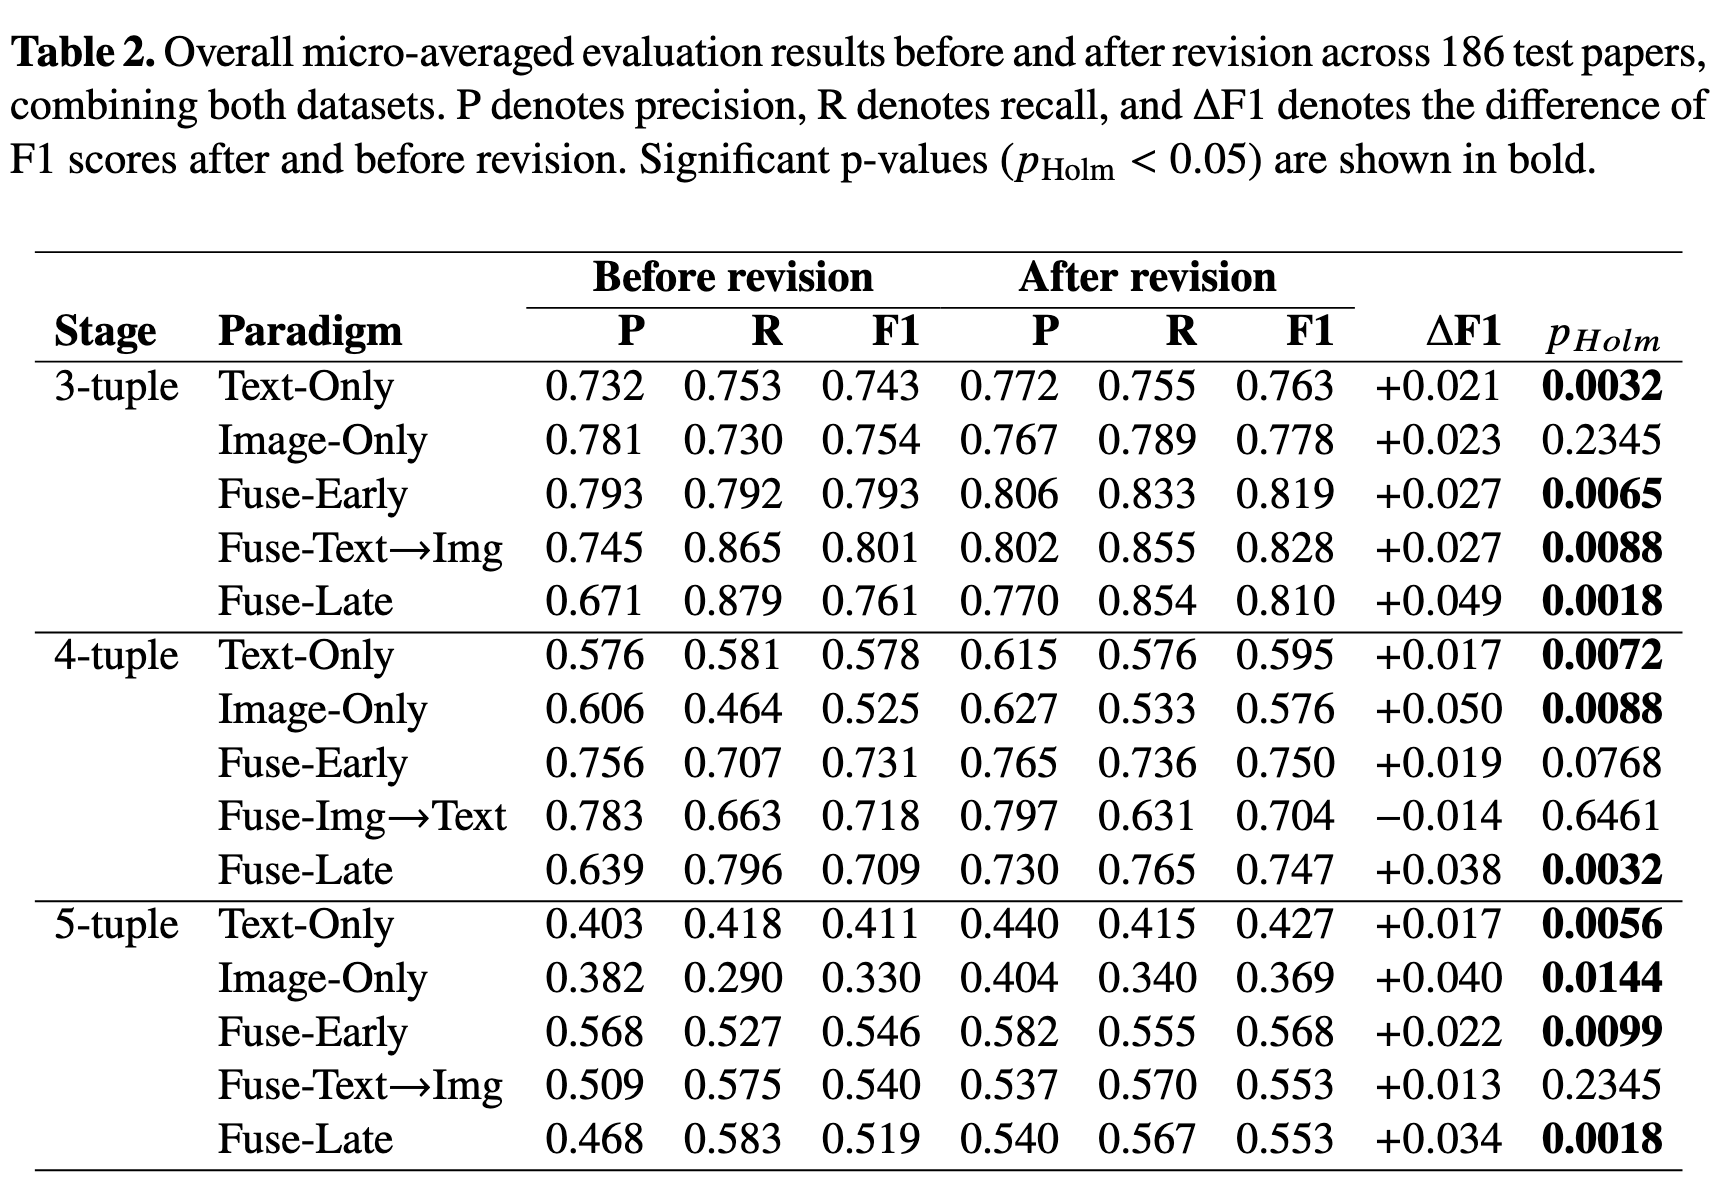 Table 2. Overall micro-averaged evaluation results before and after revision across 186 test papers,
combining both datasets. P denotes precision, R denotes recall, and ΔF1 denotes the difference of
F1 scores after and before revision. Significant p-values (pHolm < 0.05) are shown in bold.
Before revision After revision
Stage Paradigm P R F1 P R F1 ΔF1 pHolm
3-tuple Text-Only 0.732 0.753 0.743 0.772 0.755 0.763 +0.021 0.0032
Image-Only 0.781 0.730 0.754 0.767 0.789 0.778 +0.023 0.2345
Fuse-Early 0.793 0.792 0.793 0.806 0.833 0.819 +0.027 0.0065
Fuse-Text→Img 0.745 0.865 0.801 0.802 0.855 0.828 +0.027 0.0088
Fuse-Late 0.671 0.879 0.761 0.770 0.854 0.810 +0.049 0.0018
4-tuple Text-Only 0.576 0.581 0.578 0.615 0.576 0.595 +0.017 0.0072
Image-Only 0.606 0.464 0.525 0.627 0.533 0.576 +0.050 0.0088
Fuse-Early 0.756 0.707 0.731 0.765 0.736 0.750 +0.019 0.0768
Fuse-Img→Text 0.783 0.663 0.718 0.797 0.631 0.704 −0.014 0.6461
Fuse-Late 0.639 0.796 0.709 0.730 0.765 0.747 +0.038 0.0032
5-tuple Text-Only 0.403 0.418 0.411 0.440 0.415 0.427 +0.017 0.0056
Image-Only 0.382 0.290 0.330 0.404 0.340 0.369 +0.040 0.0144
Fuse-Early 0.568 0.527 0.546 0.582 0.555 0.568 +0.022 0.0099
Fuse-Text→Img 0.509 0.575 0.540 0.537 0.570 0.553 +0.013 0.2345
Fuse-Late 0.468 0.583 0.519 0.540 0.567 0.553 +0.034 0.0018